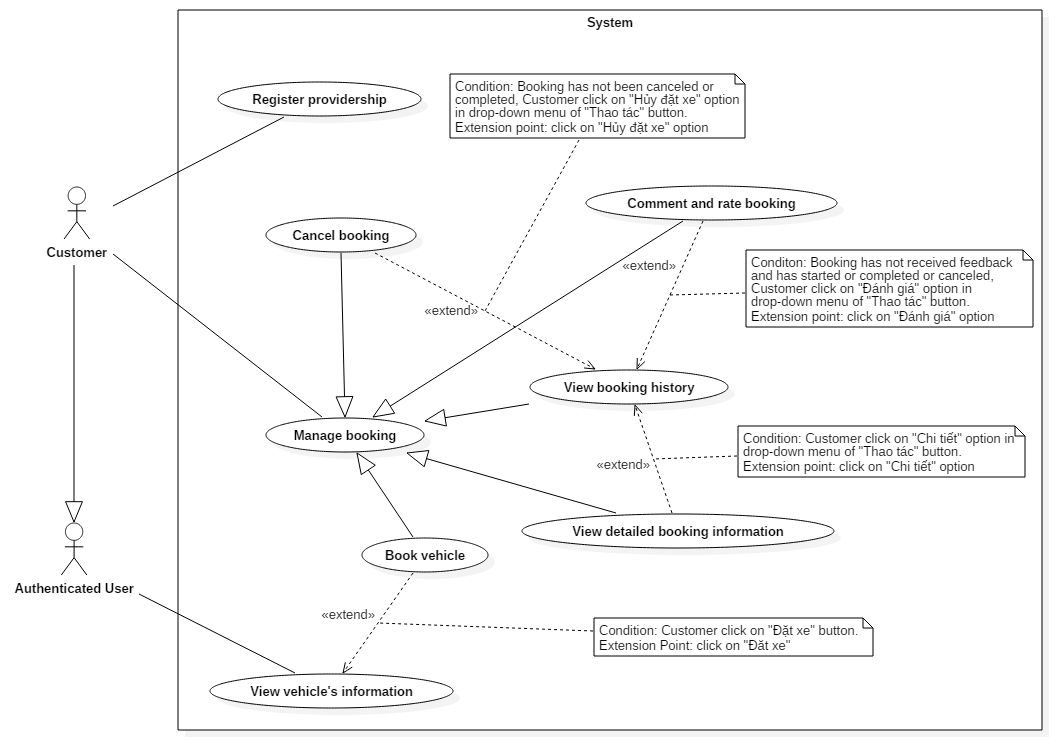 System
Register providership
Condition: Booking has not been canceled or
completed, Customer click on "Hủy đặt xe" option
in drop-down menu of "Thao tác" button.
Extension point: click on "Hủy đặt xe" option
Comment and rate booking
Cancel booking
Customer
«extend»
Conditon: Booking has not received feedback
and has started or completed or canceled,
Customer click on "Đánh giá" option in
drop-down menu of "Thao tác" button.
Extension point: click on "Đánh giá" option
«extend»
View booking history
Manage booking
Condition: Customer click on "Chi tiết" option in
drop-down menu of "Thao tác" button.
Extension point: click on "Chi tiết" option
«extend»
View detailed booking information
Book vehicle
Authenticated User
«extend»
Condition: Customer click on "Đặt xe" button.
Extension Point: click on "Đăt xe"
View vehicle's information